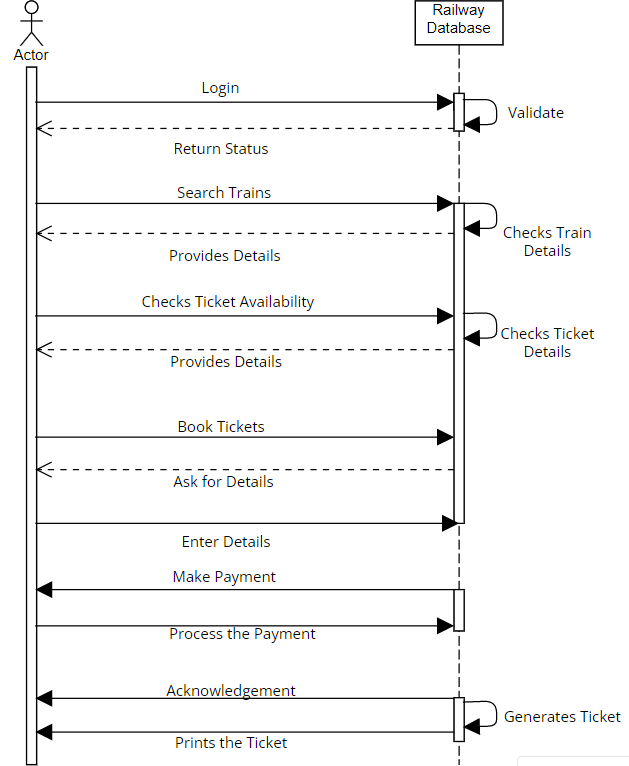 Railway
Database
Actor
Login
Validate
Return Status
Search Trains
Checks Train
Details
Provides Details
Checks Ticket Availability
Checks Ticket
Details
Provides Details
Book Tickets
Ask for Details
Enter Details
Make Payment
Process the Payment
Acknowledgement
Generates Ticket
Prints the Ticket